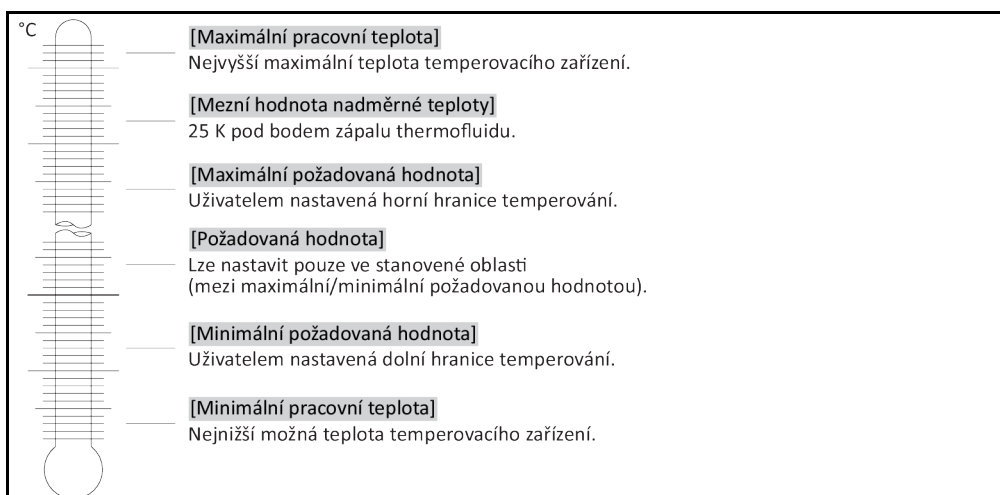 °C
[Maximální pracovní teplota]
Nejvyšší maximální teplota temperovacího zařízení.
[Mezní hodnota nadměrné teploty]
25 K pod bodem zápalu thermofluidu.
[Maximální požadovaná hodnota]
Uživatelem nastavená horní hranice temperování.
[Požadovaná hodnota]
Lze nastavit pouze ve stanovené oblasti
(mezi maximální/minimální požadovanou hodnotou).
[Minimální požadovaná hodnota]
Uživatelem nastavená dolní hranice temperování.
[Minimální pracovní teplota]
Nejnižší možná teplota temperovacího zařízení.